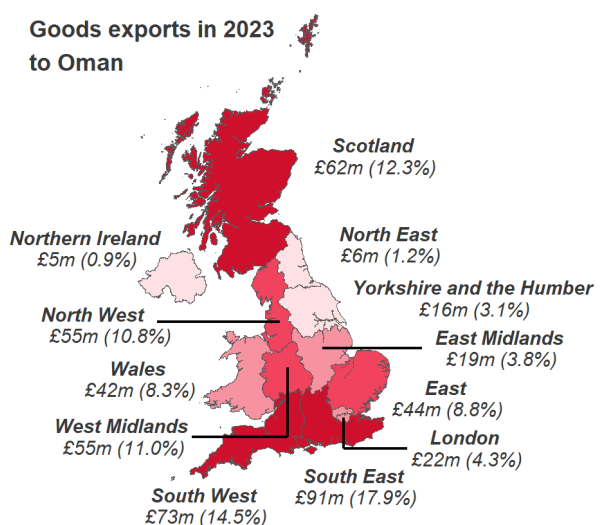 Goods exports in 2023
to Oman
Scotland
£62m (12.3%)
Northern Ireland
£5m (0.9%)
North East
£6m (1.2%)
Yorkshire and the Humber
£16m (3.1%)
North West
£55m (10.8%)
East Midlands
£19m (3.8%)
Wales
£42m (8.3%)
East
£44m (8.8%)
West Midlands
£55m (11.0%)
London
£22m (4.3%)
South East
£91m (17.9%)
South West
£73m (14.5%)